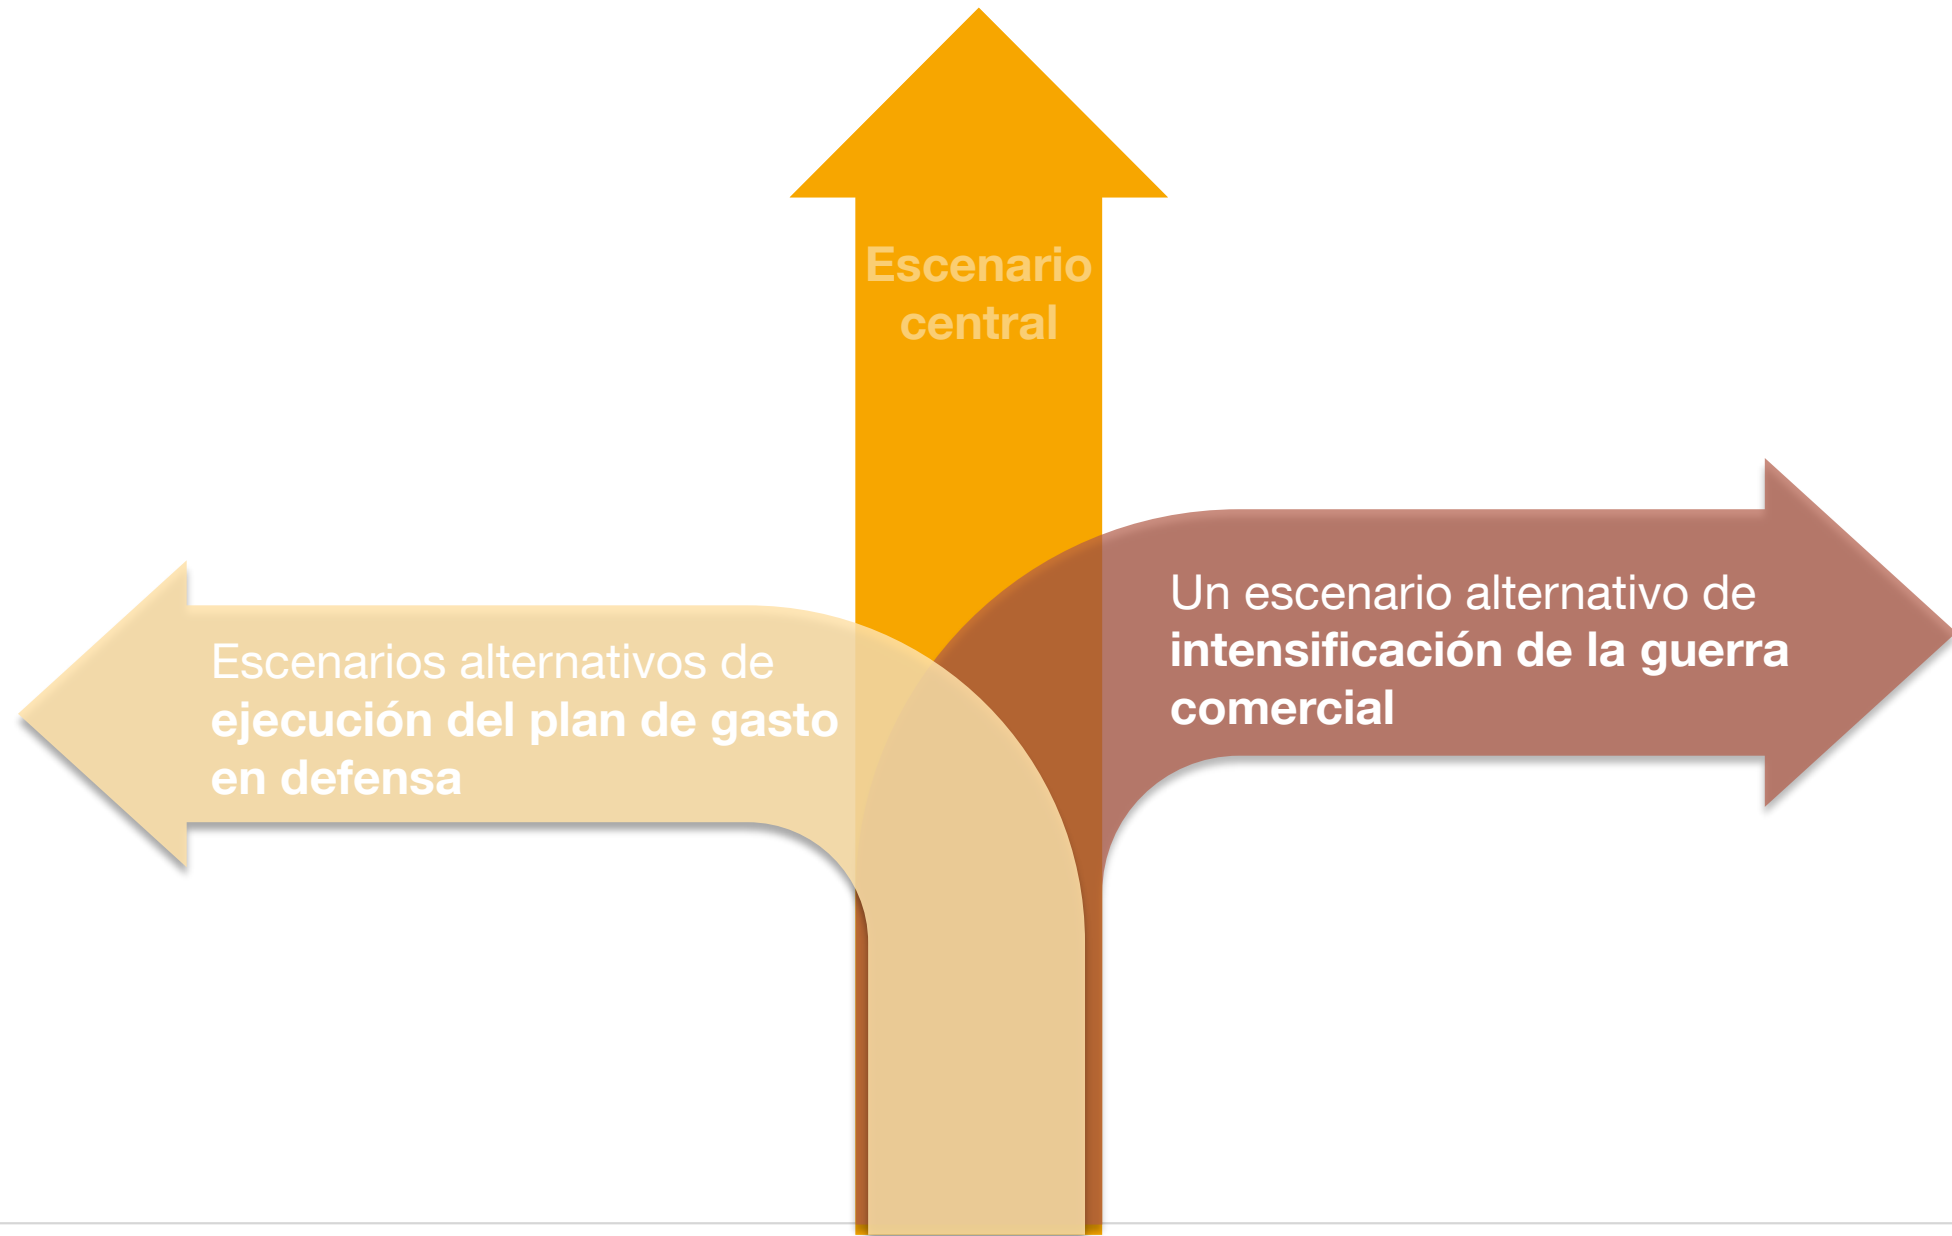 Escenario
central
Escenarios alternativos de
ejecución del plan de gasto
en defensa
Un escenario alternativo de
intensificación de la guerra
comercial